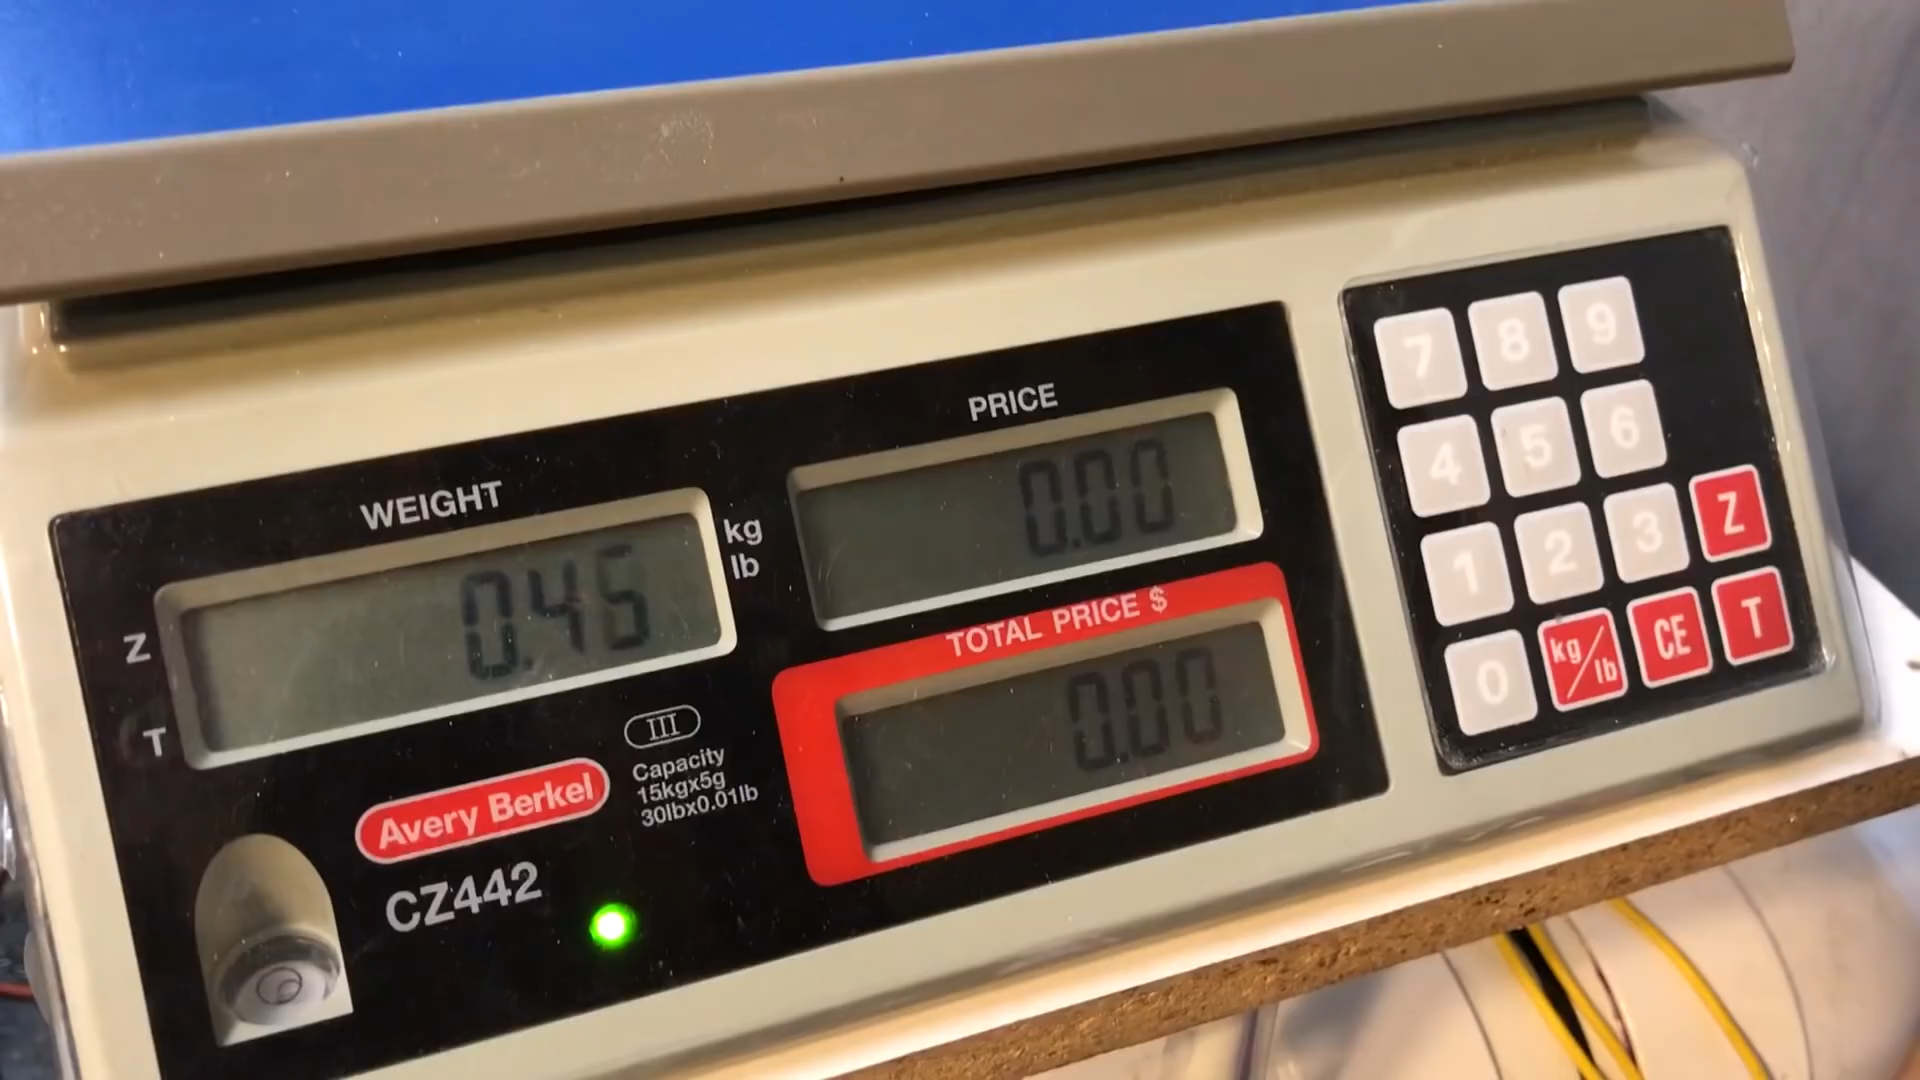 WEIGHT
0.45
kg
lb
Z
T
PRICE
0.00
TOTAL PRICE $
0.00
III
Capacity
15kgx5g
30lbx0.01lb
Avery Berkel
CZ442
7 8 9
4 5 6
1 2 3 Z
0 kg/lb CE T